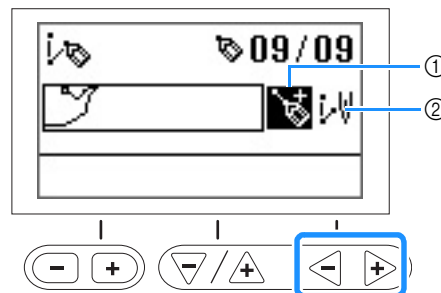 09/09
①
②
- + - + - +